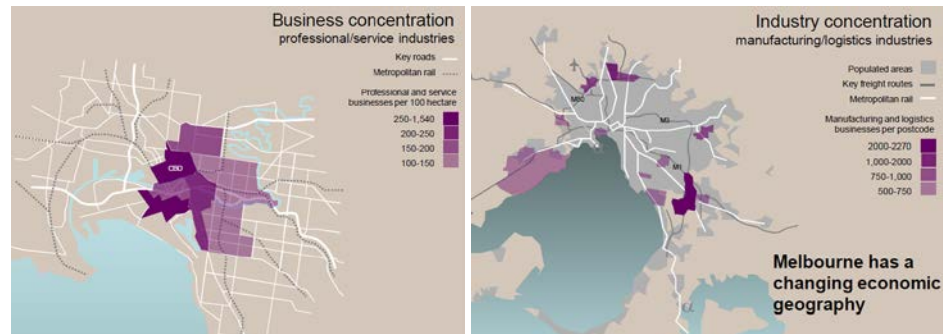 Business concentration
professional/service industries
Key roads
Metropolitan rail
Professional and service
businesses per 100 hectare
250-1,540
200-250
150-200
100-150
CBD
Industry concentration
manufacturing/logistics industries
Populated areas
Key freight routes
Metropolitan rail
Manufacturing and logistics
businesses per postcode
2000-2270
1,000-2000
750-1,000
500-750
M80
M3
M1
Melbourne has a
changing economic
geography